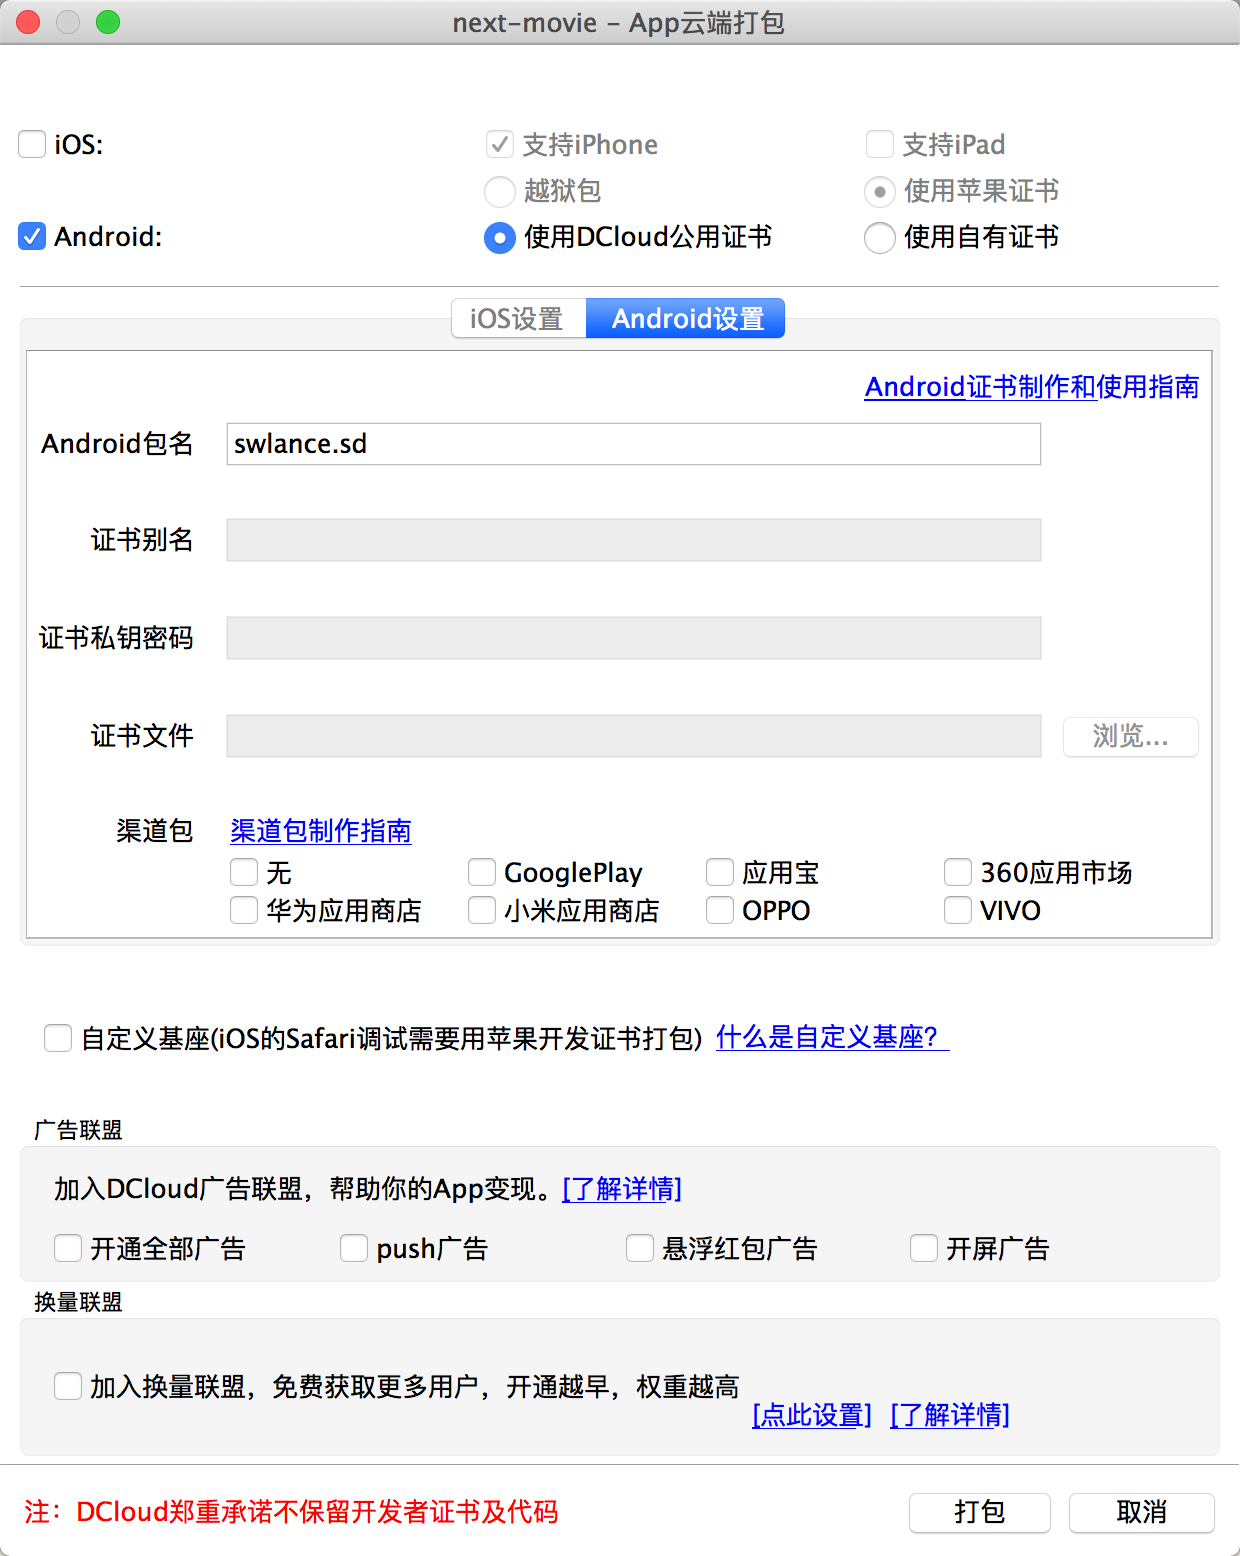 next-movie – App云端打包
iOS: 支持iPhone 支持iPad
越狱包 使用苹果证书
Android: 使用DCloud公用证书 使用自有证书
iOS设置 Android设置
Android证书制作和使用指南
Android包名 swlance.sd
证书别名
证书私钥密码
证书文件 浏览...
渠道包 渠道包制作指南
无 GooglePlay 应用宝 360应用市场
华为应用商店 小米应用商店 OPPO VIVO
自定义基座(iOS的Safari调试需要用苹果开发证书打包) 什么是自定义基座?
广告联盟
加入DCloud广告联盟，帮助你的App变现。[了解详情]
开通全部广告 push广告 悬浮红包广告 开屏广告
换量联盟
加入换量联盟，免费获取更多用户，开通越早，权重越高
[点此设置] [了解详情]
注：DCloud郑重承诺不保留开发者证书及代码 打包 取消